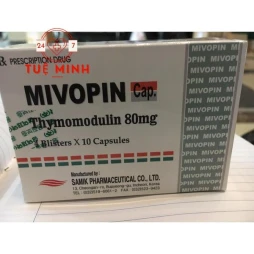 24 7
PRESCRIPTION DRUG
TUỆ MINH
MIVOPIN Cap.
Thymomodulin 80mg
Blisters X 10 Capsules
Manufactured by :
SAMIK PHARMACEUTICAL CO., LTD.
MIVOPIN